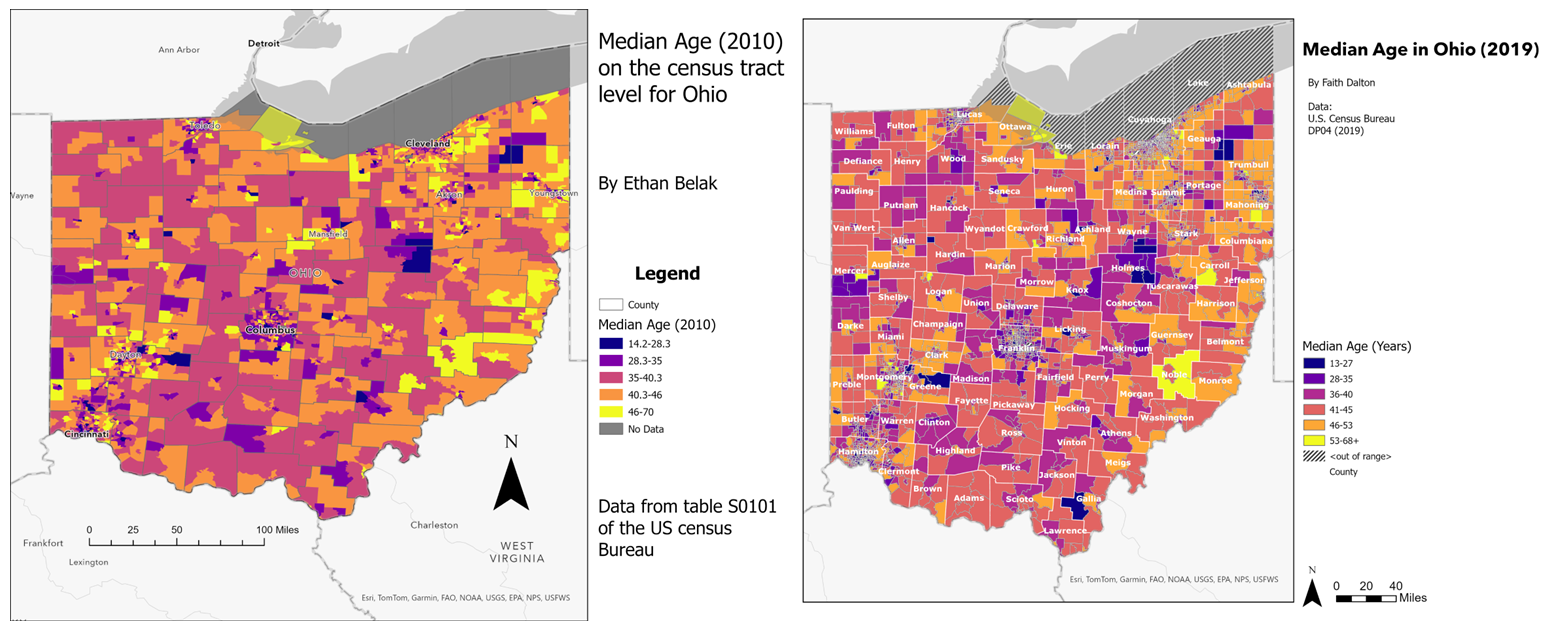 Ann Arbor
Detroit
Median Age (2010)
on the census tract
level for Ohio
Toledo
Cleveland
By Ethan Belak
Wayne
Akron
Youngstown
Mansfield
OHIO
Legend
County
Median Age (2010)
14.2-28.3
28.3-35
35-40.3
40.3-46
46-70
No Data
Columbus
Dayton
Cincinnati
N
0 25 50 100 Miles
Charleston
Frankfort
Lexington
WEST
VIRGINIA
Data from table S0101
of the US census
Bureau
Esri, TomTom, Garmin, FAO, NOAA, USGS, EPA, NPS, USFWS
Median Age in Ohio (2019)
By Faith Dalton
Data:
U.S. Census Bureau
DP04 (2019)
Lake
Ashtabula
Lucas
Fulton
Williams
Ottawa
Cuyahoga
Geauga
Erie
Lorain
Defiance
Henry
Wood
Sandusky
Trumbull
Paulding
Seneca
Huron
Medina
Summit
Portage
Putnam
Hancock
Mahoning
Van Wert
Wyandot
Crawford
Richland
Ashland
Wayne
Stark
Columbiana
Allen
Hardin
Mercer
Auglaize
Marion
Holmes
Carroll
Tuscarawas
Jefferson
Logan
Morrow
Knox
Shelby
Union
Delaware
Coshocton
Harrison
Darke
Champaign
Licking
Guernsey
Miami
Franklin
Muskingum
Belmont
Clark
Montgomery
Preble
Greene
Madison
Fairfield
Perry
Noble
Monroe
Fayette
Pickaway
Morgan
Butler
Warren
Clinton
Hocking
Washington
Ross
Athens
Hamilton
Highland
Vinton
Clermont
Pike
Jackson
Meigs
Brown
Adams
Scioto
Gallia
Lawrence
Median Age (Years)
13-27
28-35
36-40
41-45
46-53
53-68+
<out of range>
County
N
0 20 40
Miles
Esri, TomTom, Garmin, FAO, NOAA, USGS, EPA, NPS, USFWS